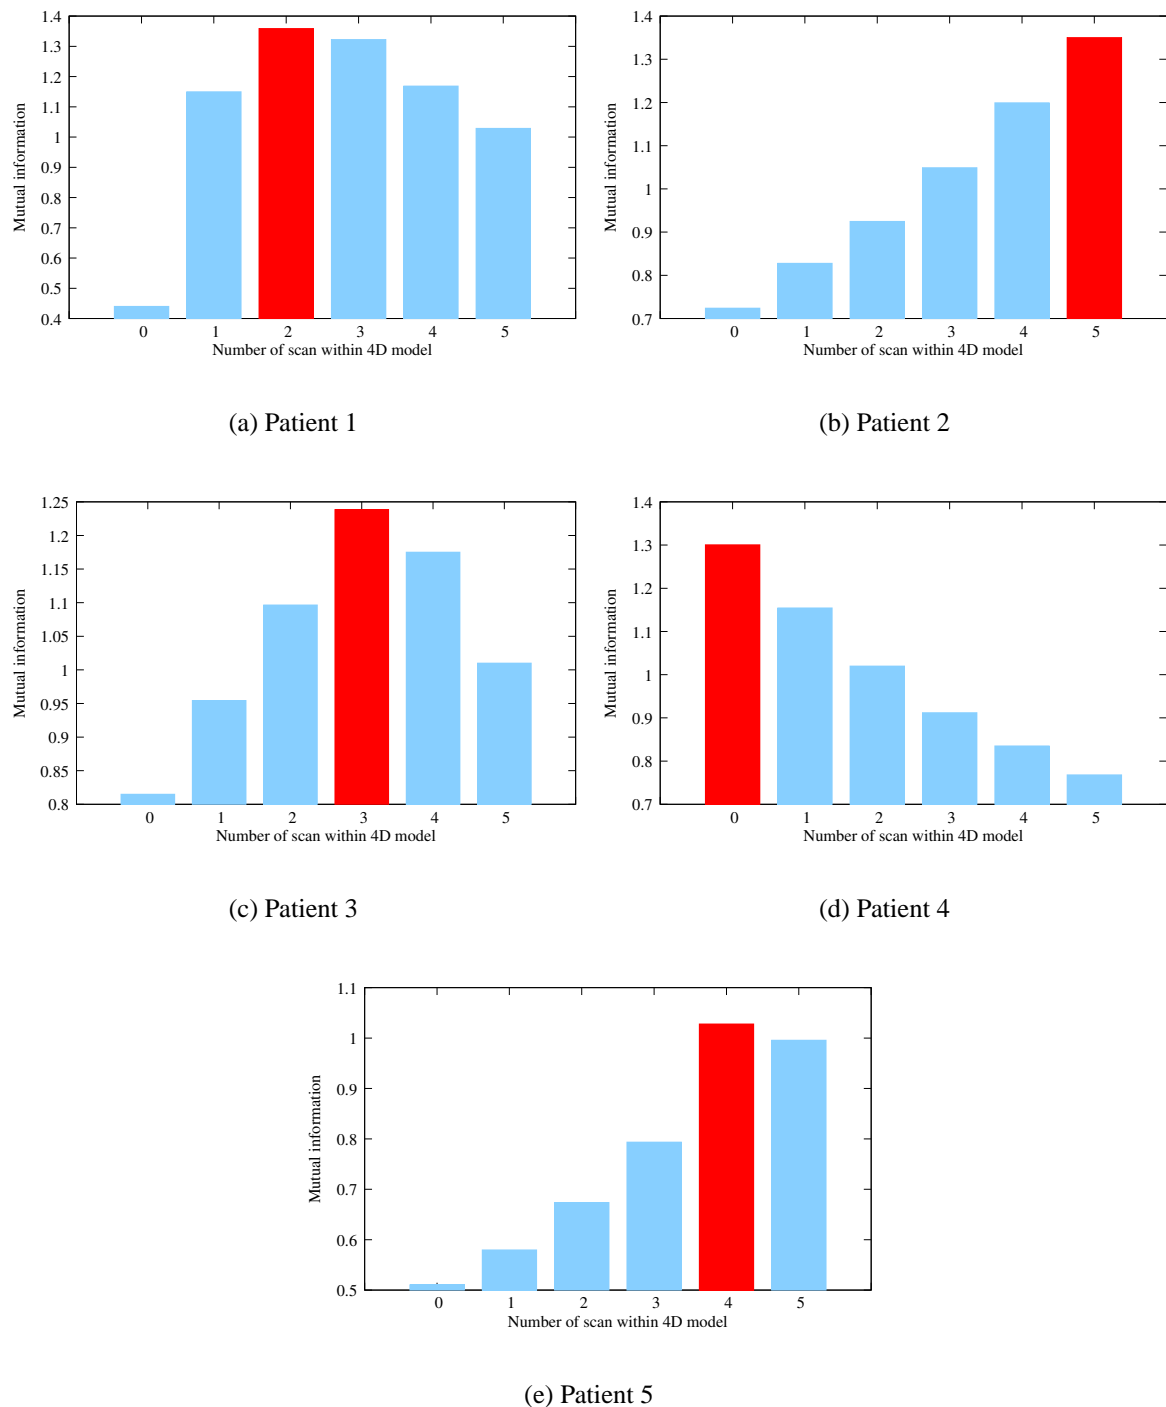 1.4
1.3
1.2
1.1
1
0.9
0.8
0.7
0.6
0.5
0.4
Mutual information
0 1 2 3 4 5
Number of scan within 4D model
(a) Patient 1
1.4
1.3
1.2
1.1
1
0.9
0.8
0.7
Mutual information
0 1 2 3 4 5
Number of scan within 4D model
(b) Patient 2
1.25
1.2
1.15
1.1
1.05
1
0.95
0.9
0.85
0.8
Mutual information
0 1 2 3 4 5
Number of scan within 4D model
(c) Patient 3
1.4
1.3
1.2
1.1
1
0.9
0.8
0.7
Mutual information
0 1 2 3 4 5
Number of scan within 4D model
(d) Patient 4
1.1
1
0.9
0.8
0.7
0.6
0.5
Mutual information
0 1 2 3 4 5
Number of scan within 4D model
(e) Patient 5